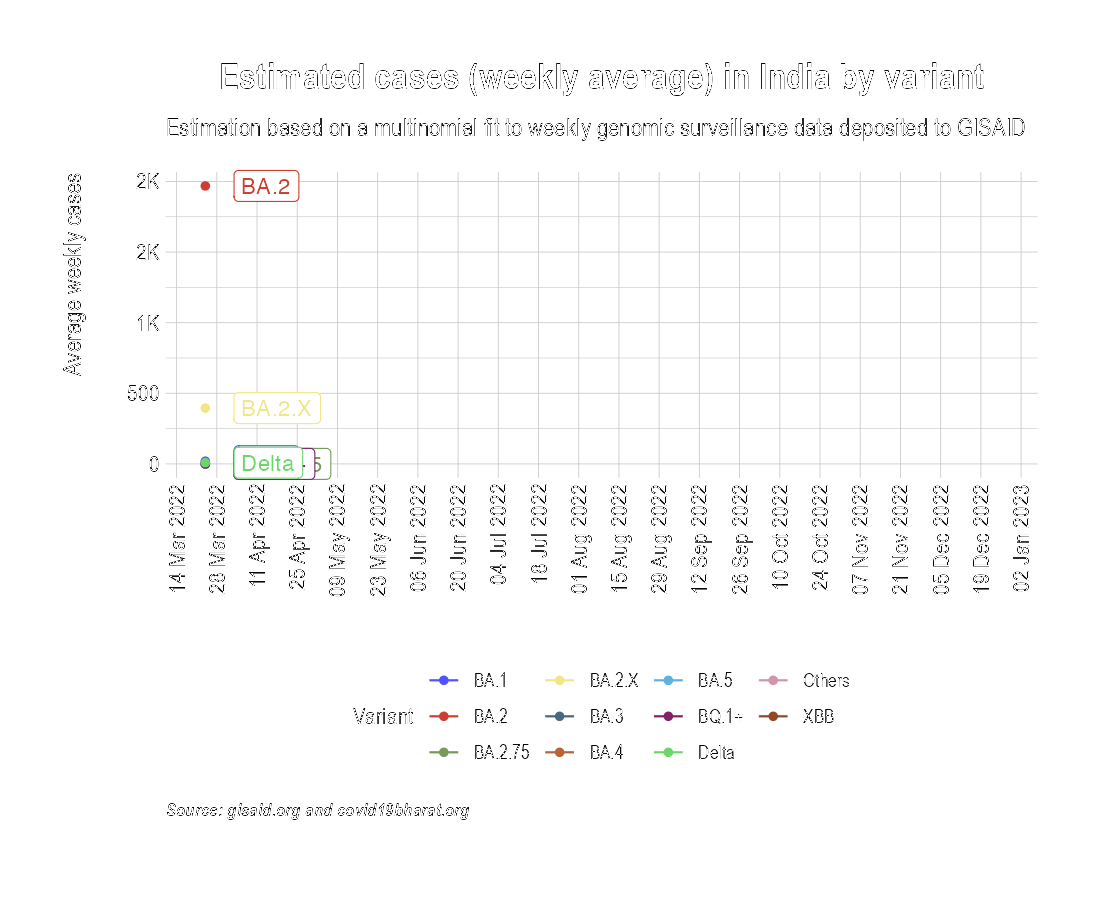 Estimated cases (weekly average) in India by variant
Estimation based on a multinomial fit to weekly genomic surveillance data deposited to GISAID
Average weekly cases
2K
2K
1K
500
0
BA.2
BA.2.X
Delta
5
14 Mar 2022
28 Mar 2022
11 Apr 2022
25 Apr 2022
09 May 2022
23 May 2022
06 Jun 2022
20 Jun 2022
04 Jul 2022
18 Jul 2022
01 Aug 2022
15 Aug 2022
29 Aug 2022
12 Sep 2022
26 Sep 2022
10 Oct 2022
24 Oct 2022
07 Nov 2022
21 Nov 2022
05 Dec 2022
19 Dec 2022
02 Jan 2023
Variant
BA.1
BA.2.X
BA.5
Others
BA.2
BA.3
BQ.1+
XBB
BA.2.75
BA.4
Delta
Source: gisaid.org and covid19bharat.org